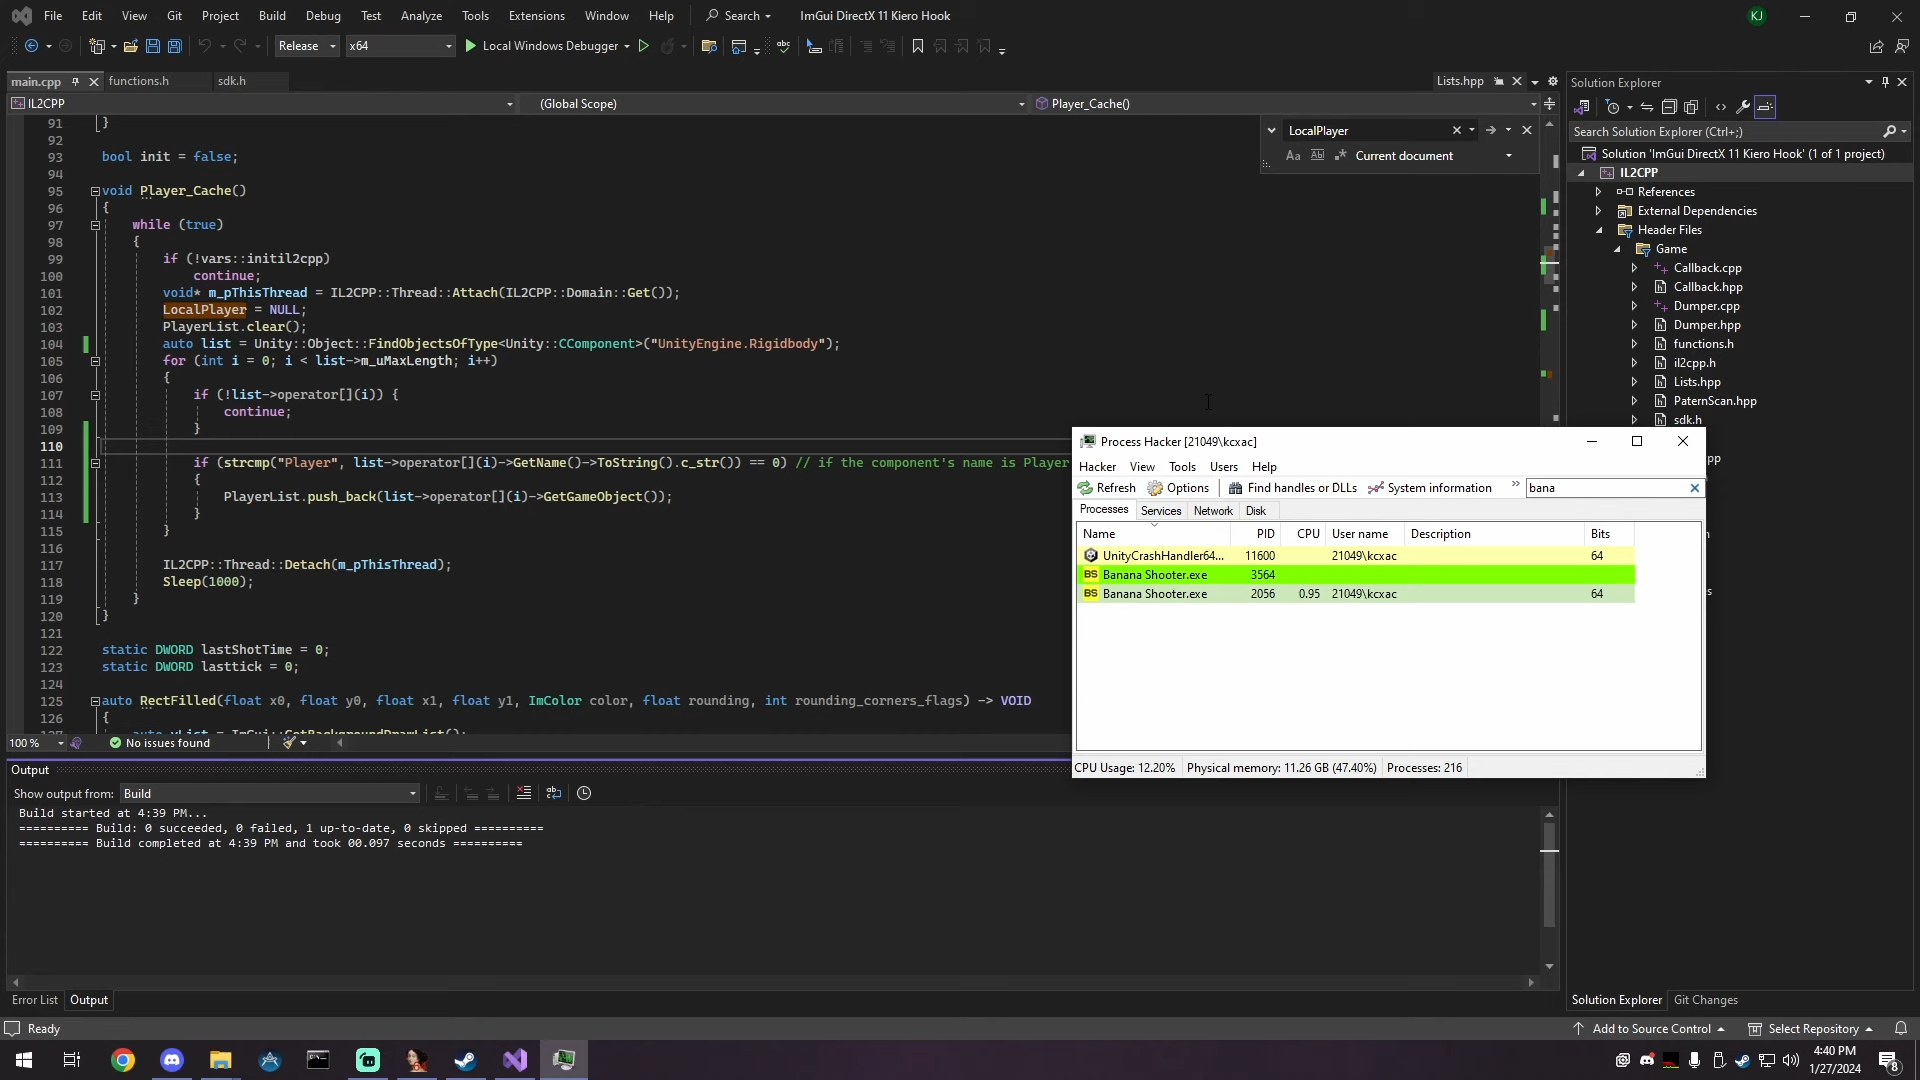 File Edit View Git Project Build Debug Test Analyze Tools Extensions Window Help Search ImGui DirectX 11 Kiero Hook KJ
Release x64 Local Windows Debugger
main.cpp functions.h sdk.h Lists.hpp
IL2CPP (Global Scope) Player_Cache()
LocalPlayer
Aa Current document
91 }
92
93 bool init = false;
94
95 void Player_Cache()
96 {
97 while (true)
98 {
99 if (!vars::initil2cpp)
100 continue;
101 void* m_pThisThread = IL2CPP::Thread::Attach(IL2CPP::Domain::Get());
102 LocalPlayer = NULL;
103 PlayerList.clear();
104 auto list = Unity::Object::FindObjectsOfType<Unity::CComponent>("UnityEngine.Rigidbody");
105 for (int i = 0; i < list->m_uMaxLength; i++)
106 {
107 if (!list->operator[](i)) {
108 continue;
109 }
110
111 if (strcmp("Player", list->operator[](i)->GetName()->ToString().c_str()) == 0) // if the component's name is Player
112 {
113 PlayerList.push_back(list->operator[](i)->GetGameObject());
114 }
115 }
116
117 IL2CPP::Thread::Detach(m_pThisThread);
118 Sleep(1000);
119 }
120 }
121
122 static DWORD lastShotTime = 0;
123 static DWORD lasttick = 0;
124
125 auto RectFilled(float x0, float y0, float x1, float y1, ImColor color, float rounding, int rounding_corners_flags) -> VOID
126 {
100 % No issues found
Output
Show output from: Build
Build started at 4:39 PM...
========== Build: 0 succeeded, 0 failed, 1 up-to-date, 0 skipped ==========
========== Build completed at 4:39 PM and took 00.097 seconds ==========
Error List Output
Ready
Process Hacker [21049\kcxac]
Hacker View Tools Users Help
Refresh Options Find handles or DLLs System information » bana
Processes Services Network Disk
Name PID CPU User name Description Bits
UnityCrashHandler64... 11600 21049\kcxac 64
BS Banana Shooter.exe 3564
BS Banana Shooter.exe 2056 0.95 21049\kcxac 64
CPU Usage: 12.20% Physical memory: 11.26 GB (47.40%) Processes: 216
Solution Explorer
Search Solution Explorer (Ctrl+;)
Solution 'ImGui DirectX 11 Kiero Hook' (1 of 1 project)
IL2CPP
References
External Dependencies
Header Files
Game
Callback.cpp
Callback.hpp
Dumper.cpp
Dumper.hpp
functions.h
il2cpp.h
Lists.hpp
PaternScan.hpp
sdk.h
Solution Explorer Git Changes
Add to Source Control Select Repository
4:40 PM
1/27/2024
8